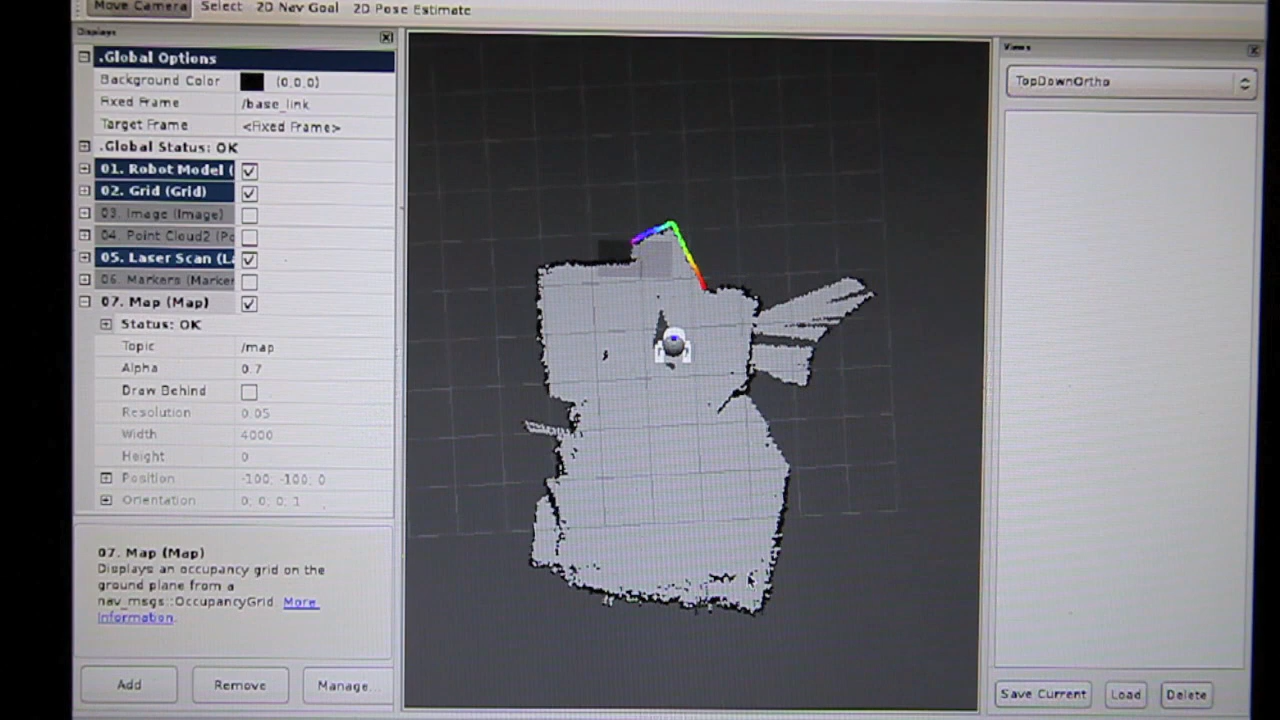 Move Camera Select 2D Nav Goal 2D Pose Estimate
Displays
.Global Options
Background Color (0,0,0)
Fixed Frame /base_link
Target Frame <Fixed Frame>
.Global Status: OK
01. Robot Model (
02. Grid (Grid)
03. Image (Image)
04. Point Cloud2 (Po
05. Laser Scan (La
06. Markers (Marker
07. Map (Map)
Status: OK
Topic /map
Alpha 0.7
Draw Behind
Resolution 0.05
Width 4000
Height 0
Position -100; -100; 0
Orientation 0; 0; 0; 1
07. Map (Map)
Displays an occupancy grid on the
ground plane from a
nav_msgs::OccupancyGrid. More
Information.
Add Remove Manage...
Views
TopDownOrtho
Save Current Load Delete